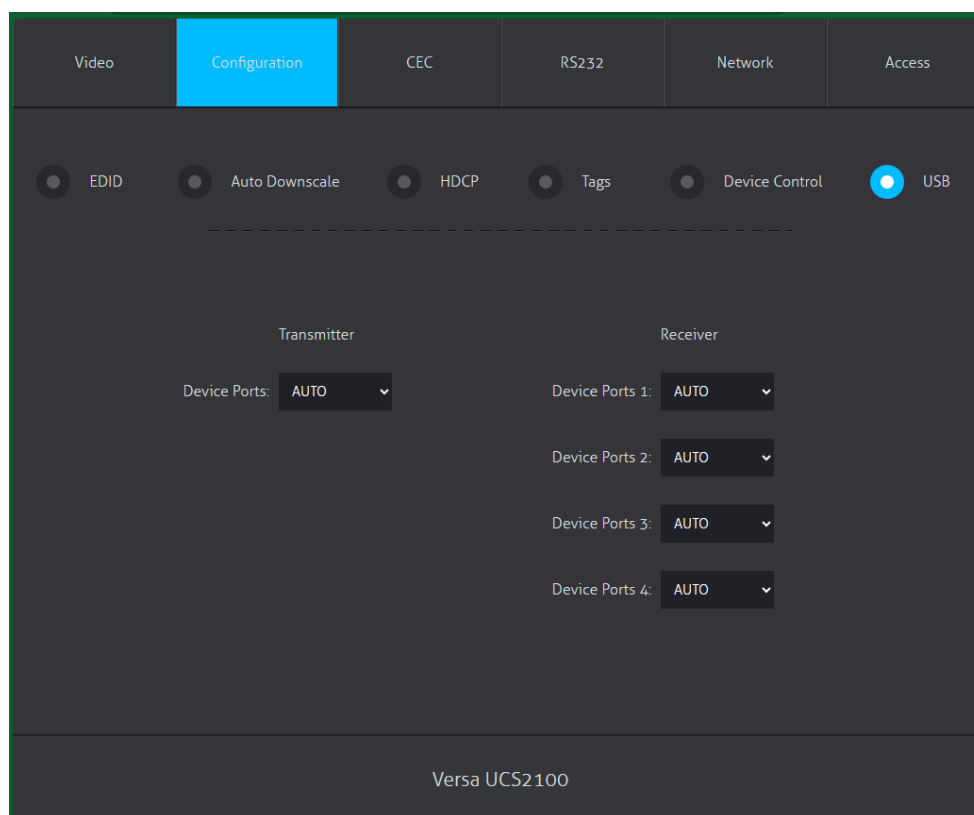 Video Configuration CEC RS232 Network Access
EDID Auto Downscale HDCP Tags Device Control USB
Transmitter Receiver
Device Ports: AUTO Device Ports 1: AUTO
Device Ports 2: AUTO
Device Ports 3: AUTO
Device Ports 4: AUTO
Versa UCS2100